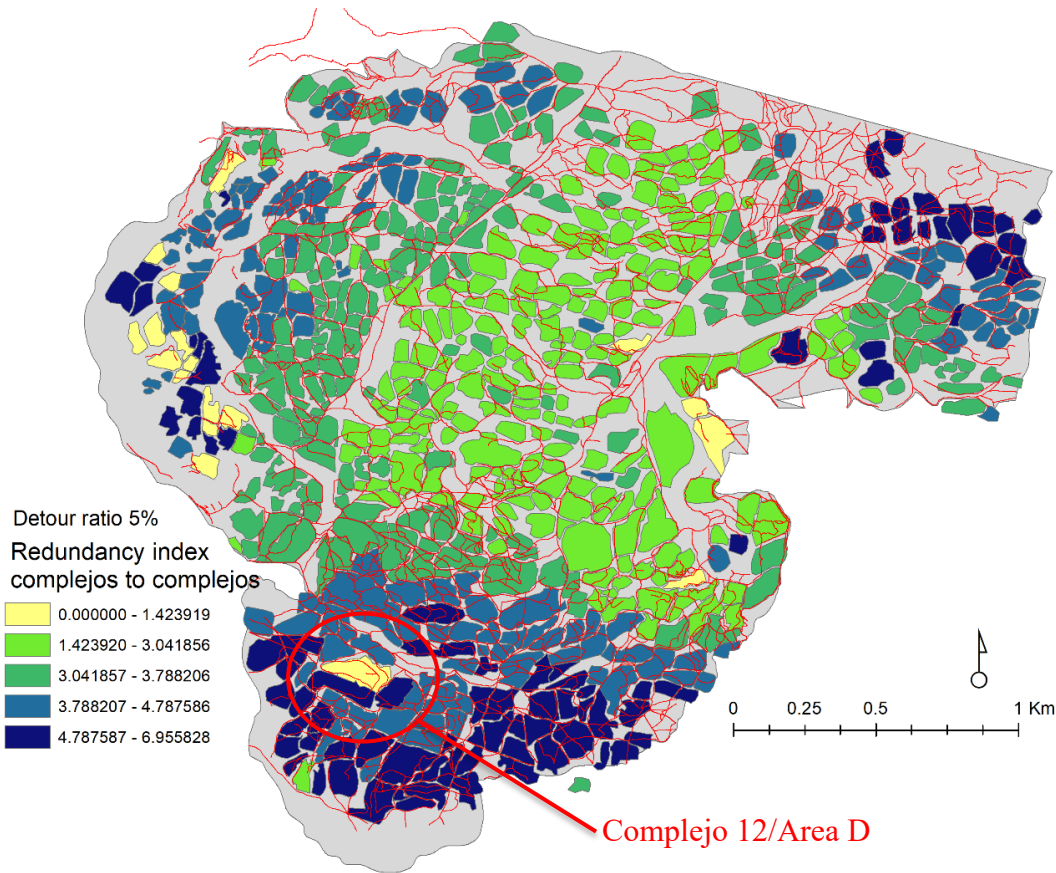 Detour ratio 5%
Redundancy index
complejos to complejos
0.000000 - 1.423919
1.423920 - 3.041856
3.041857 - 3.788206
3.788207 - 4.787586
4.787587 - 6.955828
0 0.25 0.5 1 Km
Complejo 12/Area D